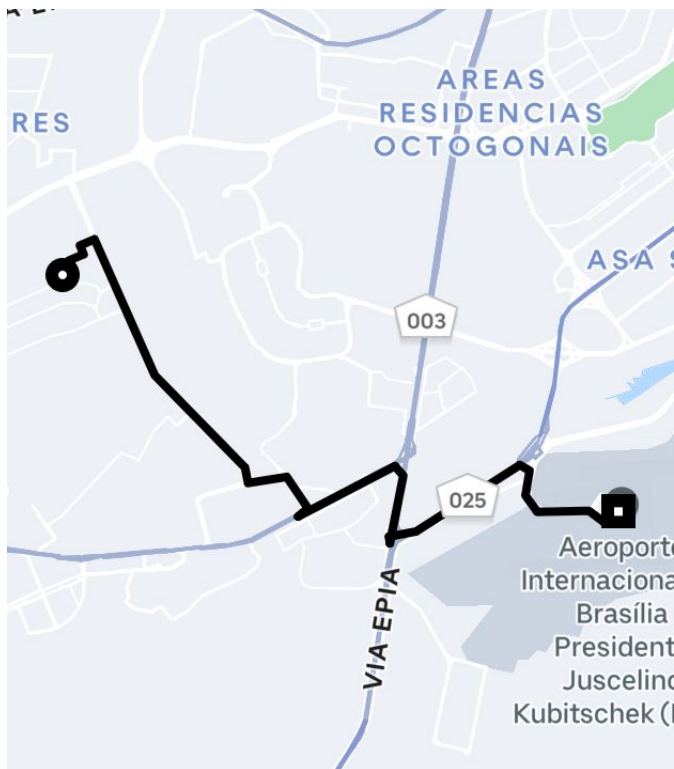 AREAS
RESIDENCIAS
OCTOGONAIS
RES
ASA S
003
025
VIA EPIA
Aeroporto
Internaciona
Brasília
President
Juscelino
Kubitschek (